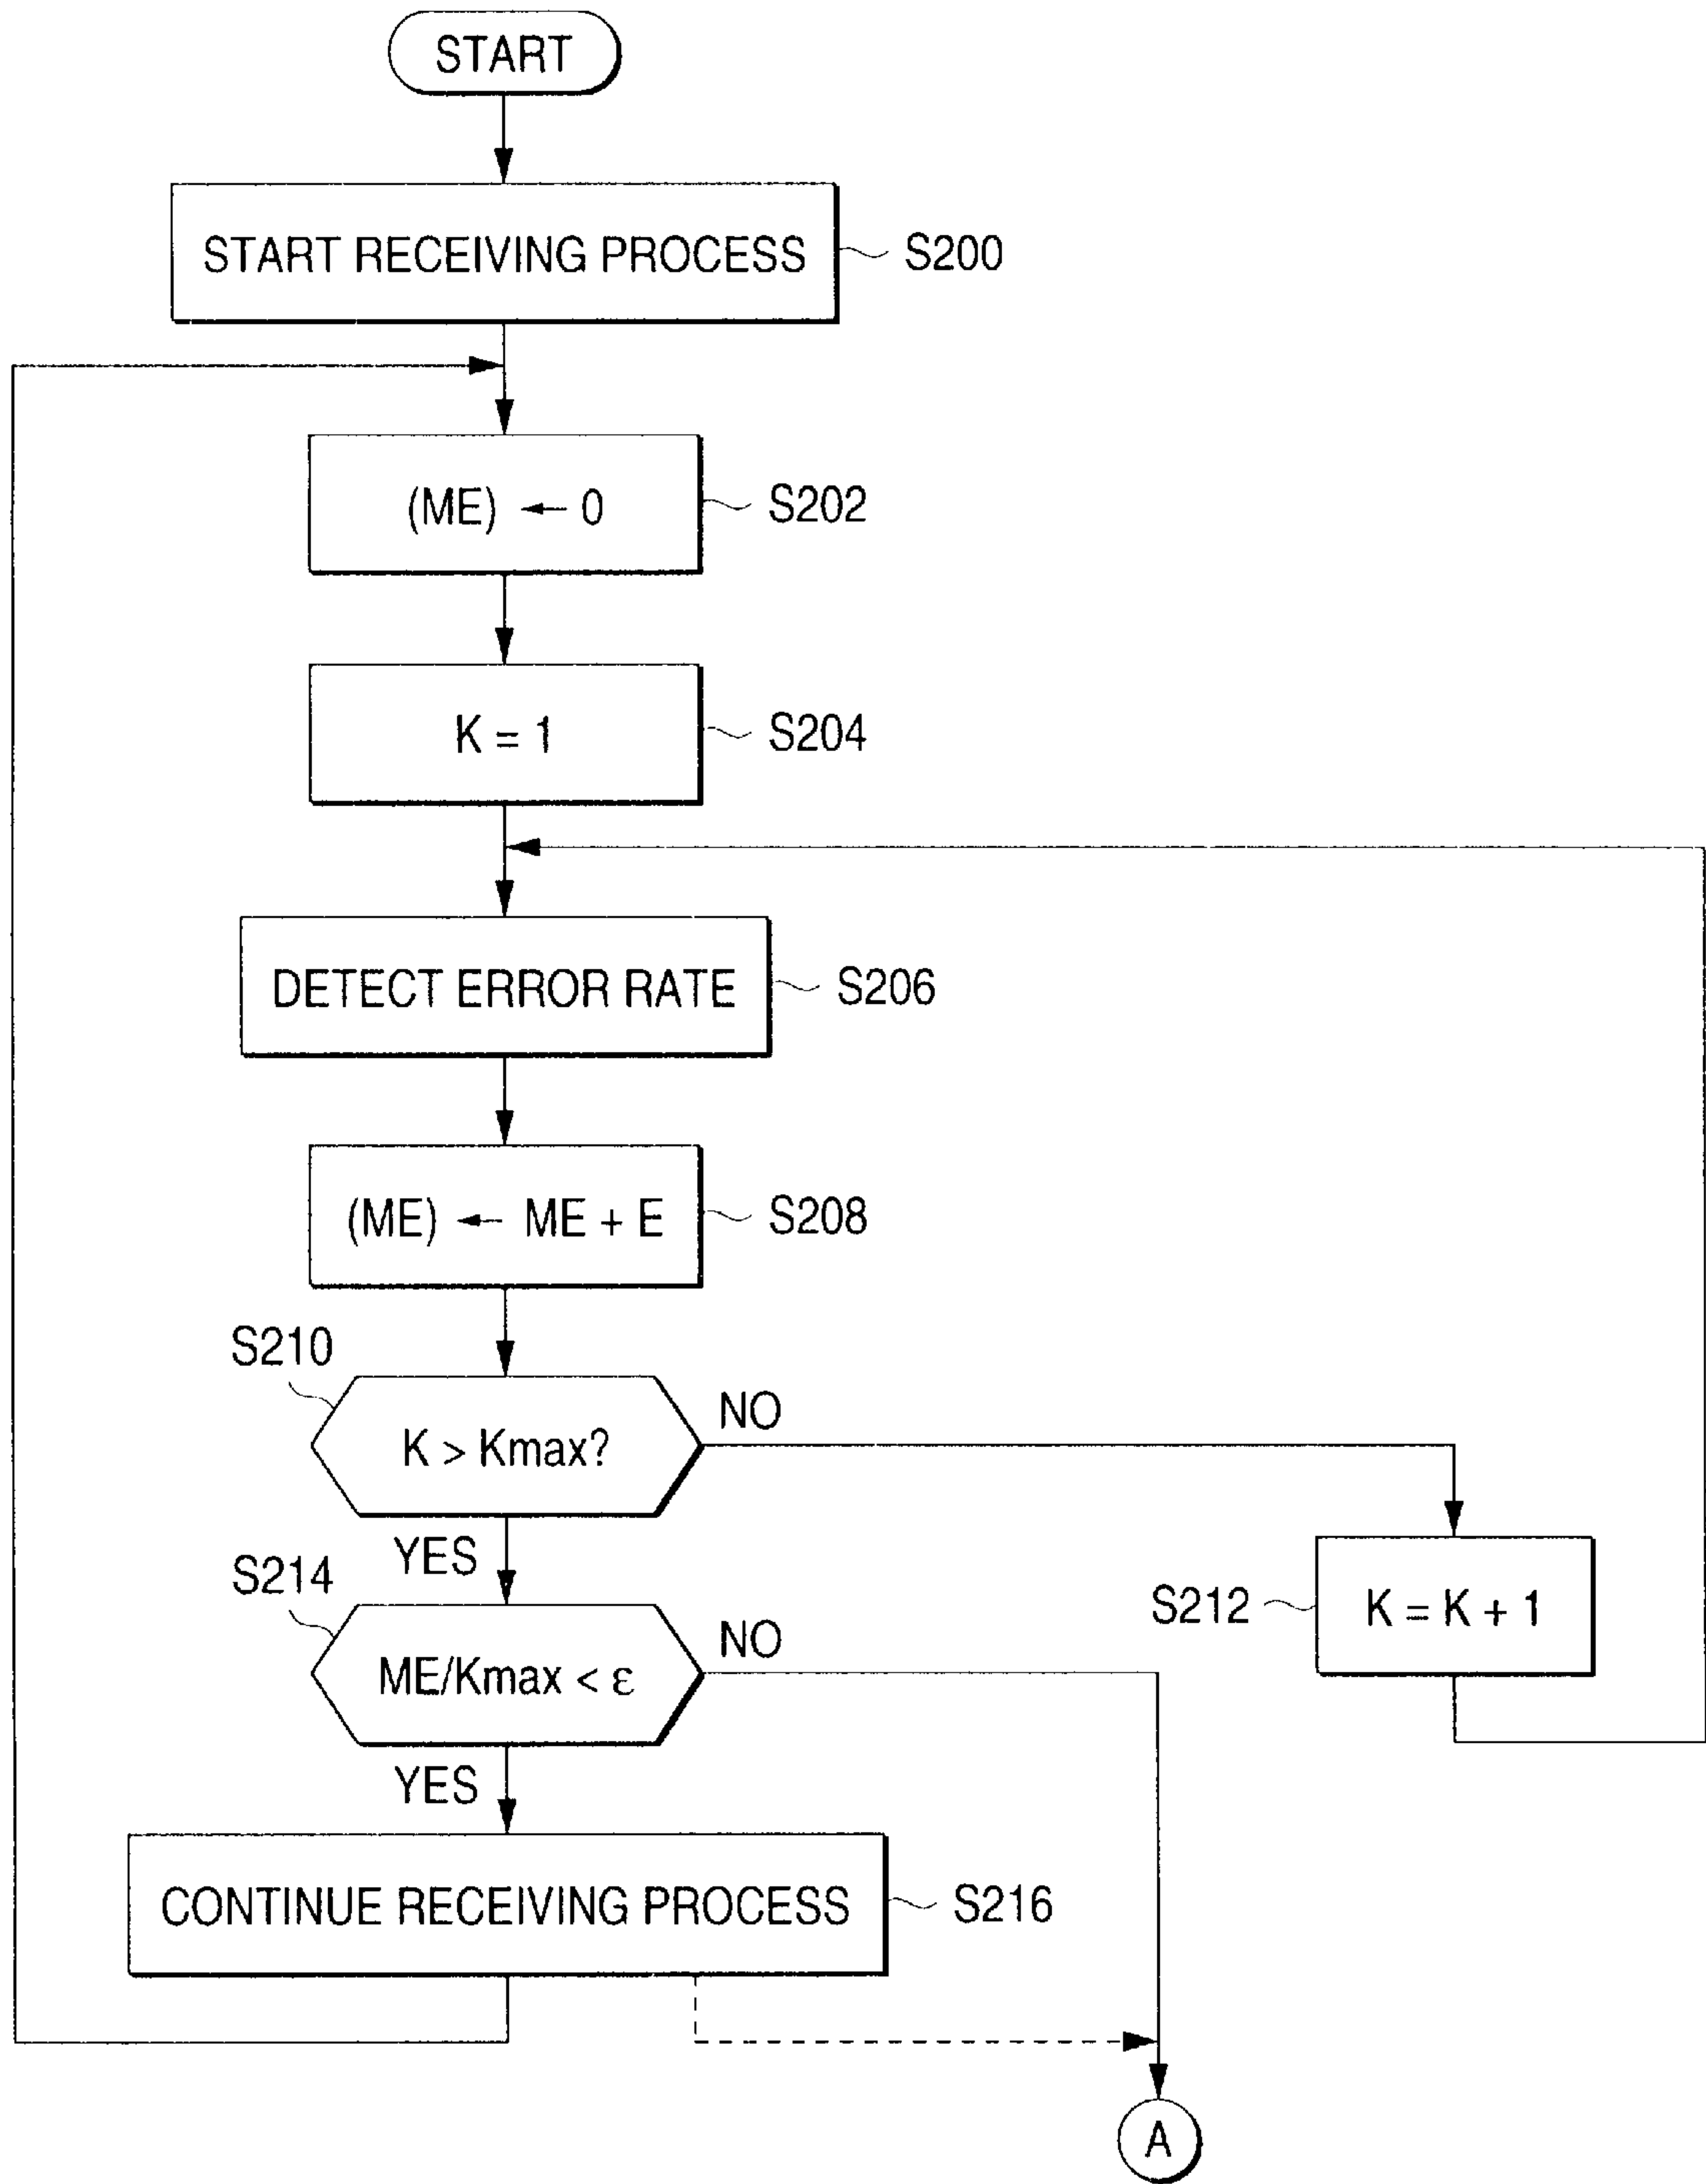 START
START RECEIVING PROCESS
S200
(ME) ← 0
S202
K = 1
S204
DETECT ERROR RATE
S206
(ME) ← ME + E
S208
S210
K > Kmax?
NO
YES
S212
K = K + 1
S214
ME/Kmax < ε
NO
YES
CONTINUE RECEIVING PROCESS
S216
A